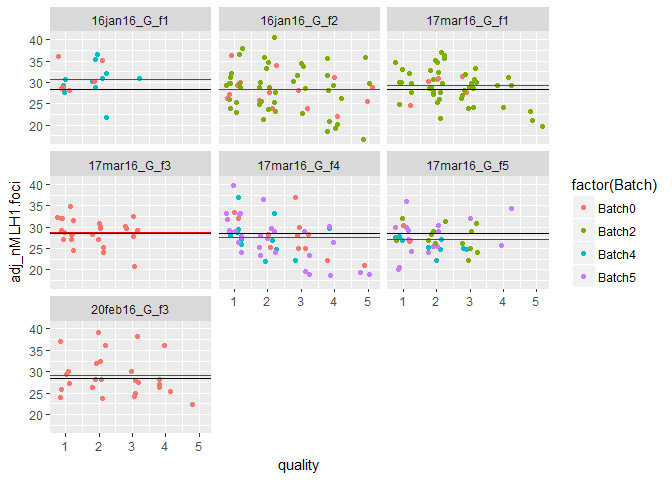 16jan16_G_f1 16jan16_G_f2 17mar16_G_f1
40
35
30
25
20
17mar16_G_f3 17mar16_G_f4 17mar16_G_f5
40
35
30
25
20
20feb16_G_f3
40
35
30
25
20
1 2 3 4 5 1 2 3 4 5 1 2 3 4 5
quality
adj_nMLH1.foci
factor(Batch)
Batch0
Batch2
Batch4
Batch5